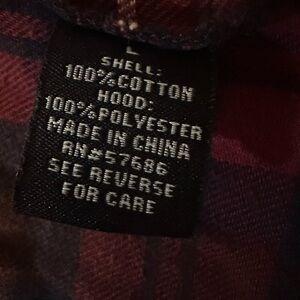 L
SHELL:
100%COTTON
HOOD:
100%POLYESTER
MADE IN CHINA
RN#57686
SEE REVERSE
FOR CARE